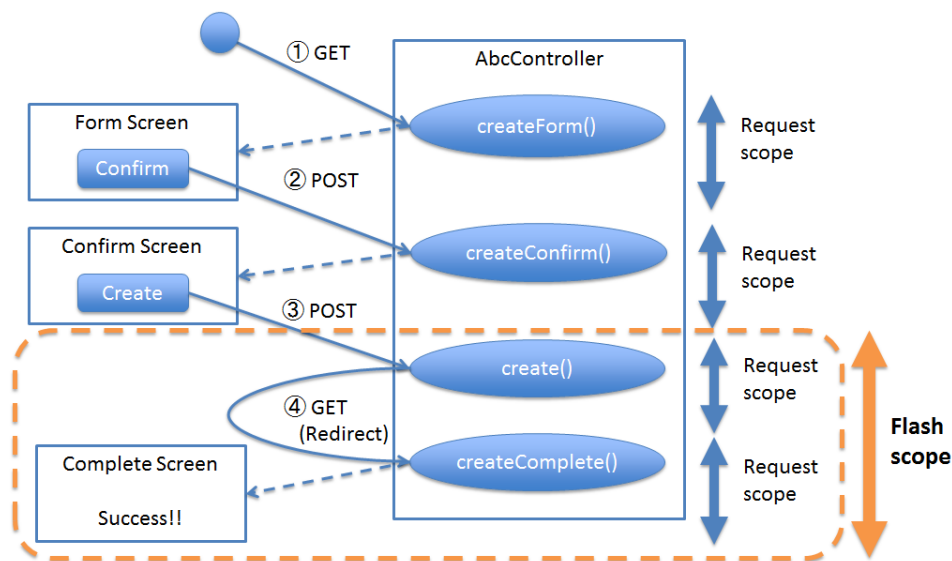 ① GET
AbcController
createForm()
Request
scope
Form Screen
Confirm
② POST
createConfirm()
Request
scope
Confirm Screen
Create
③ POST
create()
Request
scope
④ GET
(Redirect)
Flash
scope
createComplete()
Request
scope
Complete Screen
Success!!